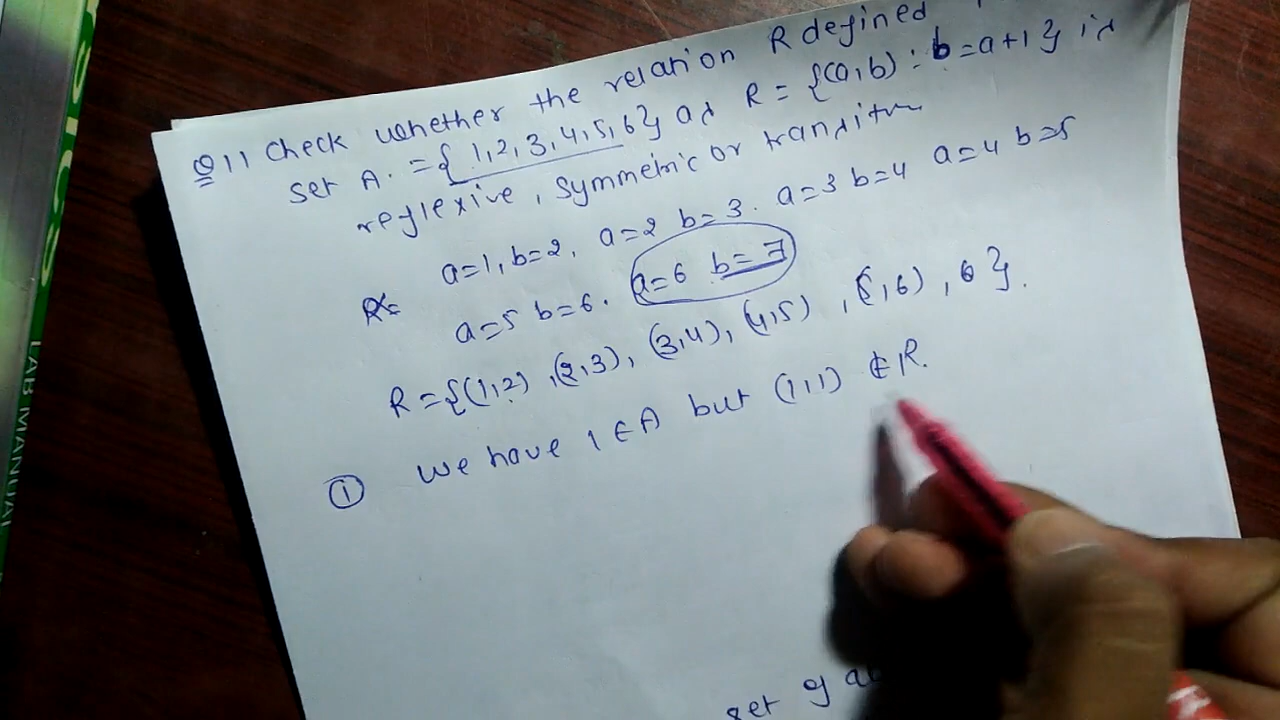 Q11 Check whether the relation R defined
set A. = { 1,2,3,4,5,6} as R = {(a,b) : b=a+1} is
reflexive, symmetric or transitive
a=1, b=2, a=2 b=3. a=3 b=4 a=4 b=5
R= a=5 b=6. a=6 b=7
R={(1,2) ,(2,3), (3,4), (4,5) , (5,6) , 6 }.
① We have 1 ∈ A but (1,1) ∉ R.
set of
LAB MANUAL